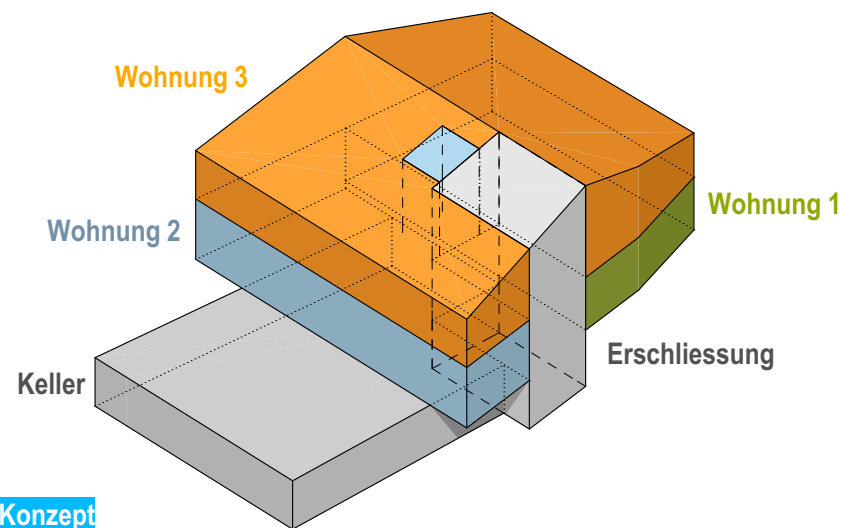 Wohnung 3
Wohnung 1
Wohnung 2
Erschliessung
Keller
Konzept